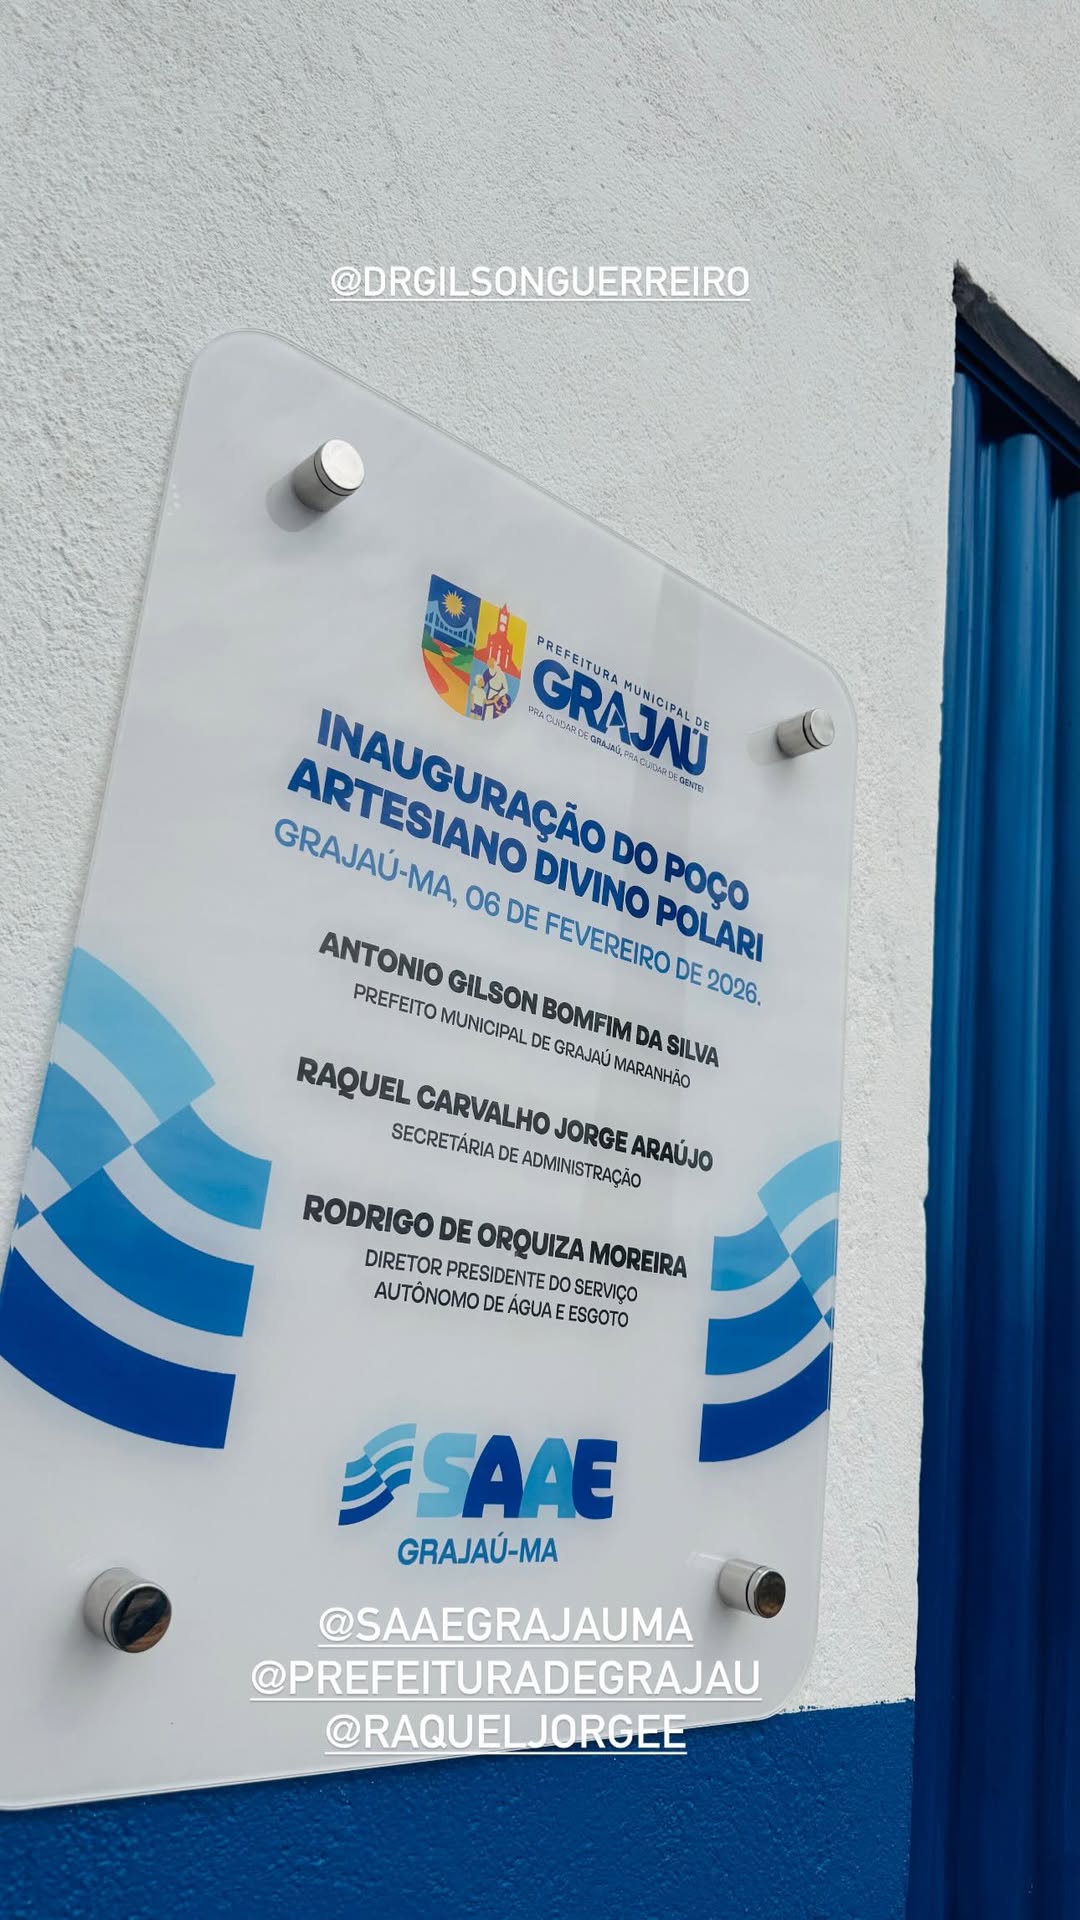 @DRGILSONGUERREIRO
PREFEITURA MUNICIPAL DE
GRAJAÚ
PRA CUIDAR DE GRAJAÚ, PRA CUIDAR DE GENTE!
INAUGURAÇÃO DO POÇO
ARTESIANO DIVINO POLARI
GRAJAÚ-MA, 06 DE FEVEREIRO DE 2026.
ANTONIO GILSON BOMFIM DA SILVA
PREFEITO MUNICIPAL DE GRAJAÚ MARANHÃO
RAQUEL CARVALHO JORGE ARAÚJO
SECRETÁRIA DE ADMINISTRAÇÃO
RODRIGO DE ORQUIZA MOREIRA
DIRETOR PRESIDENTE DO SERVIÇO
AUTÔNOMO DE ÁGUA E ESGOTO
SAAE
GRAJAÚ-MA
@SAAEGRAJAUMA
@PREFEITURADEGRAJAU
@RAQUELJORGEE